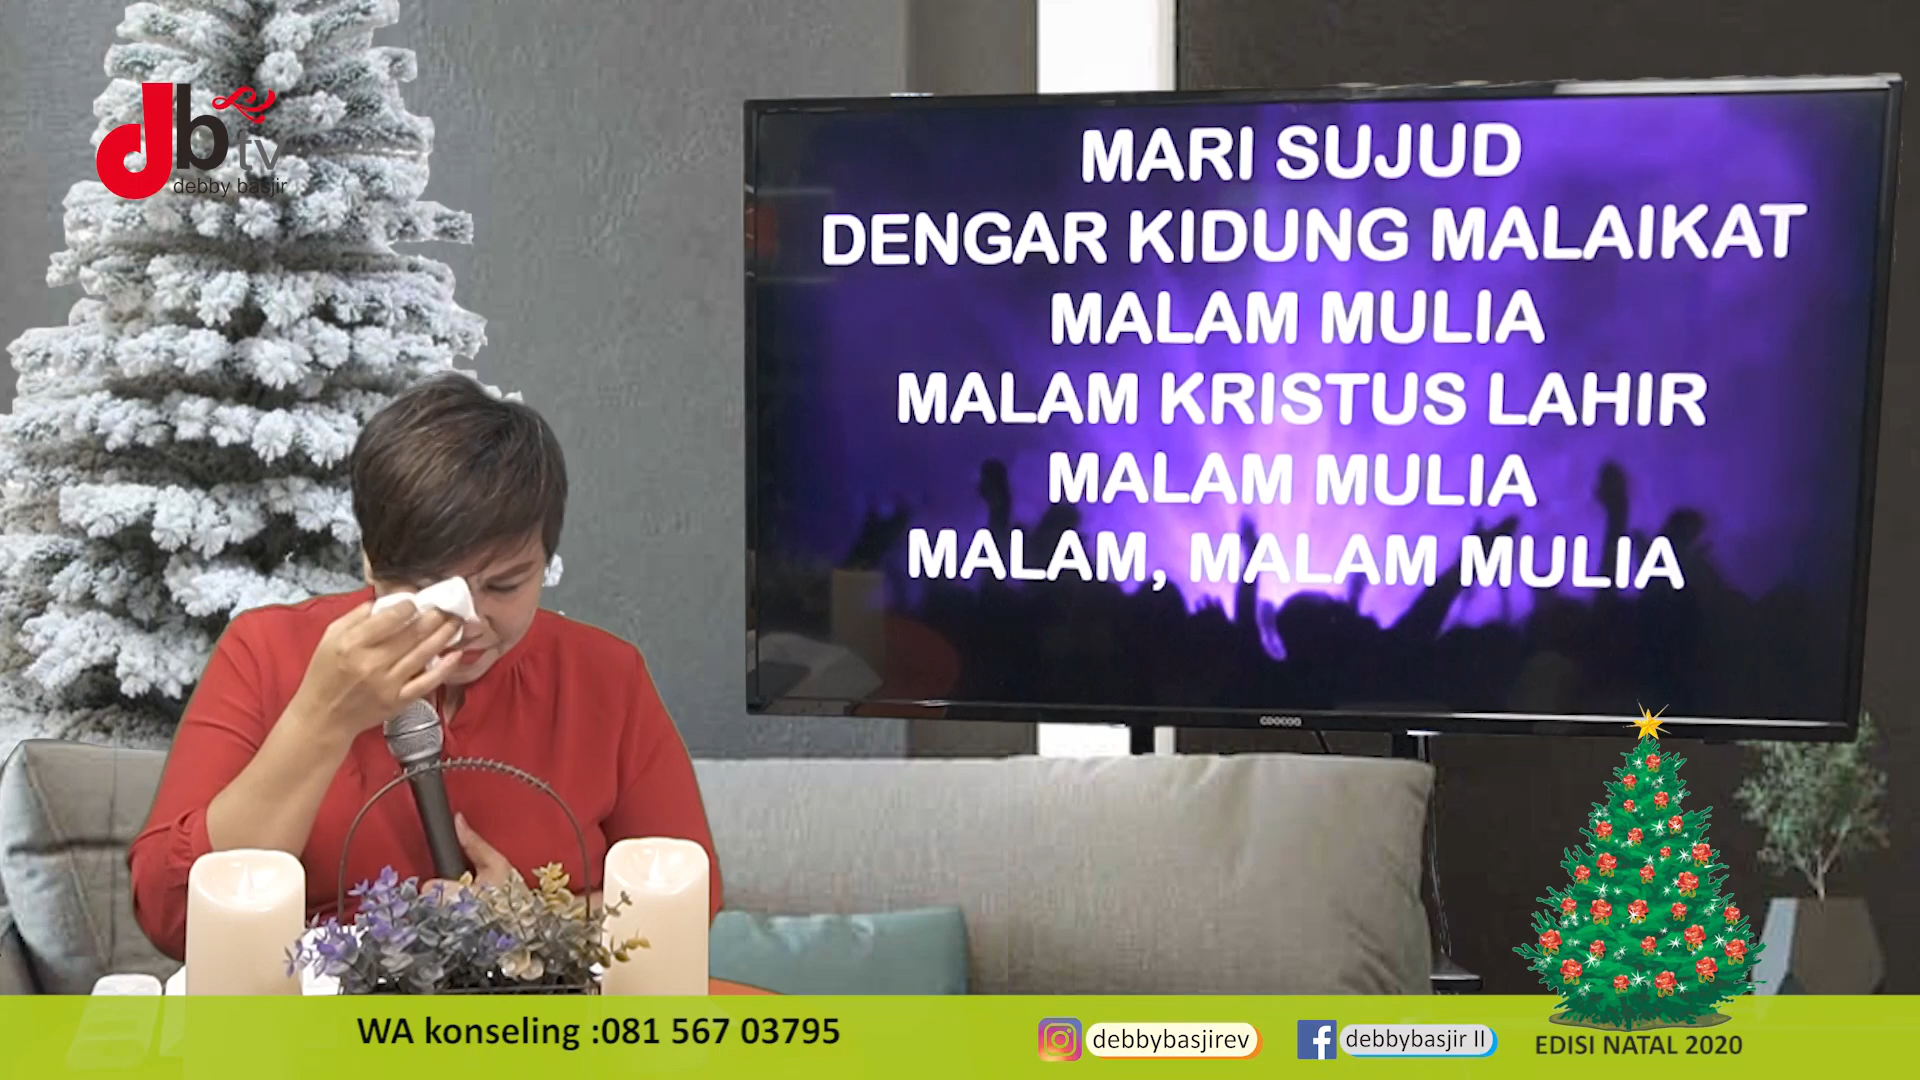 db tv
debby basjir
MARI SUJUD
DENGAR KIDUNG MALAIKAT
MALAM MULIA
MALAM KRISTUS LAHIR
MALAM MULIA
MALAM, MALAM MULIA
WA konseling :081 567 03795
debbybasjirev
debbybasjir II
EDISI NATAL 2020